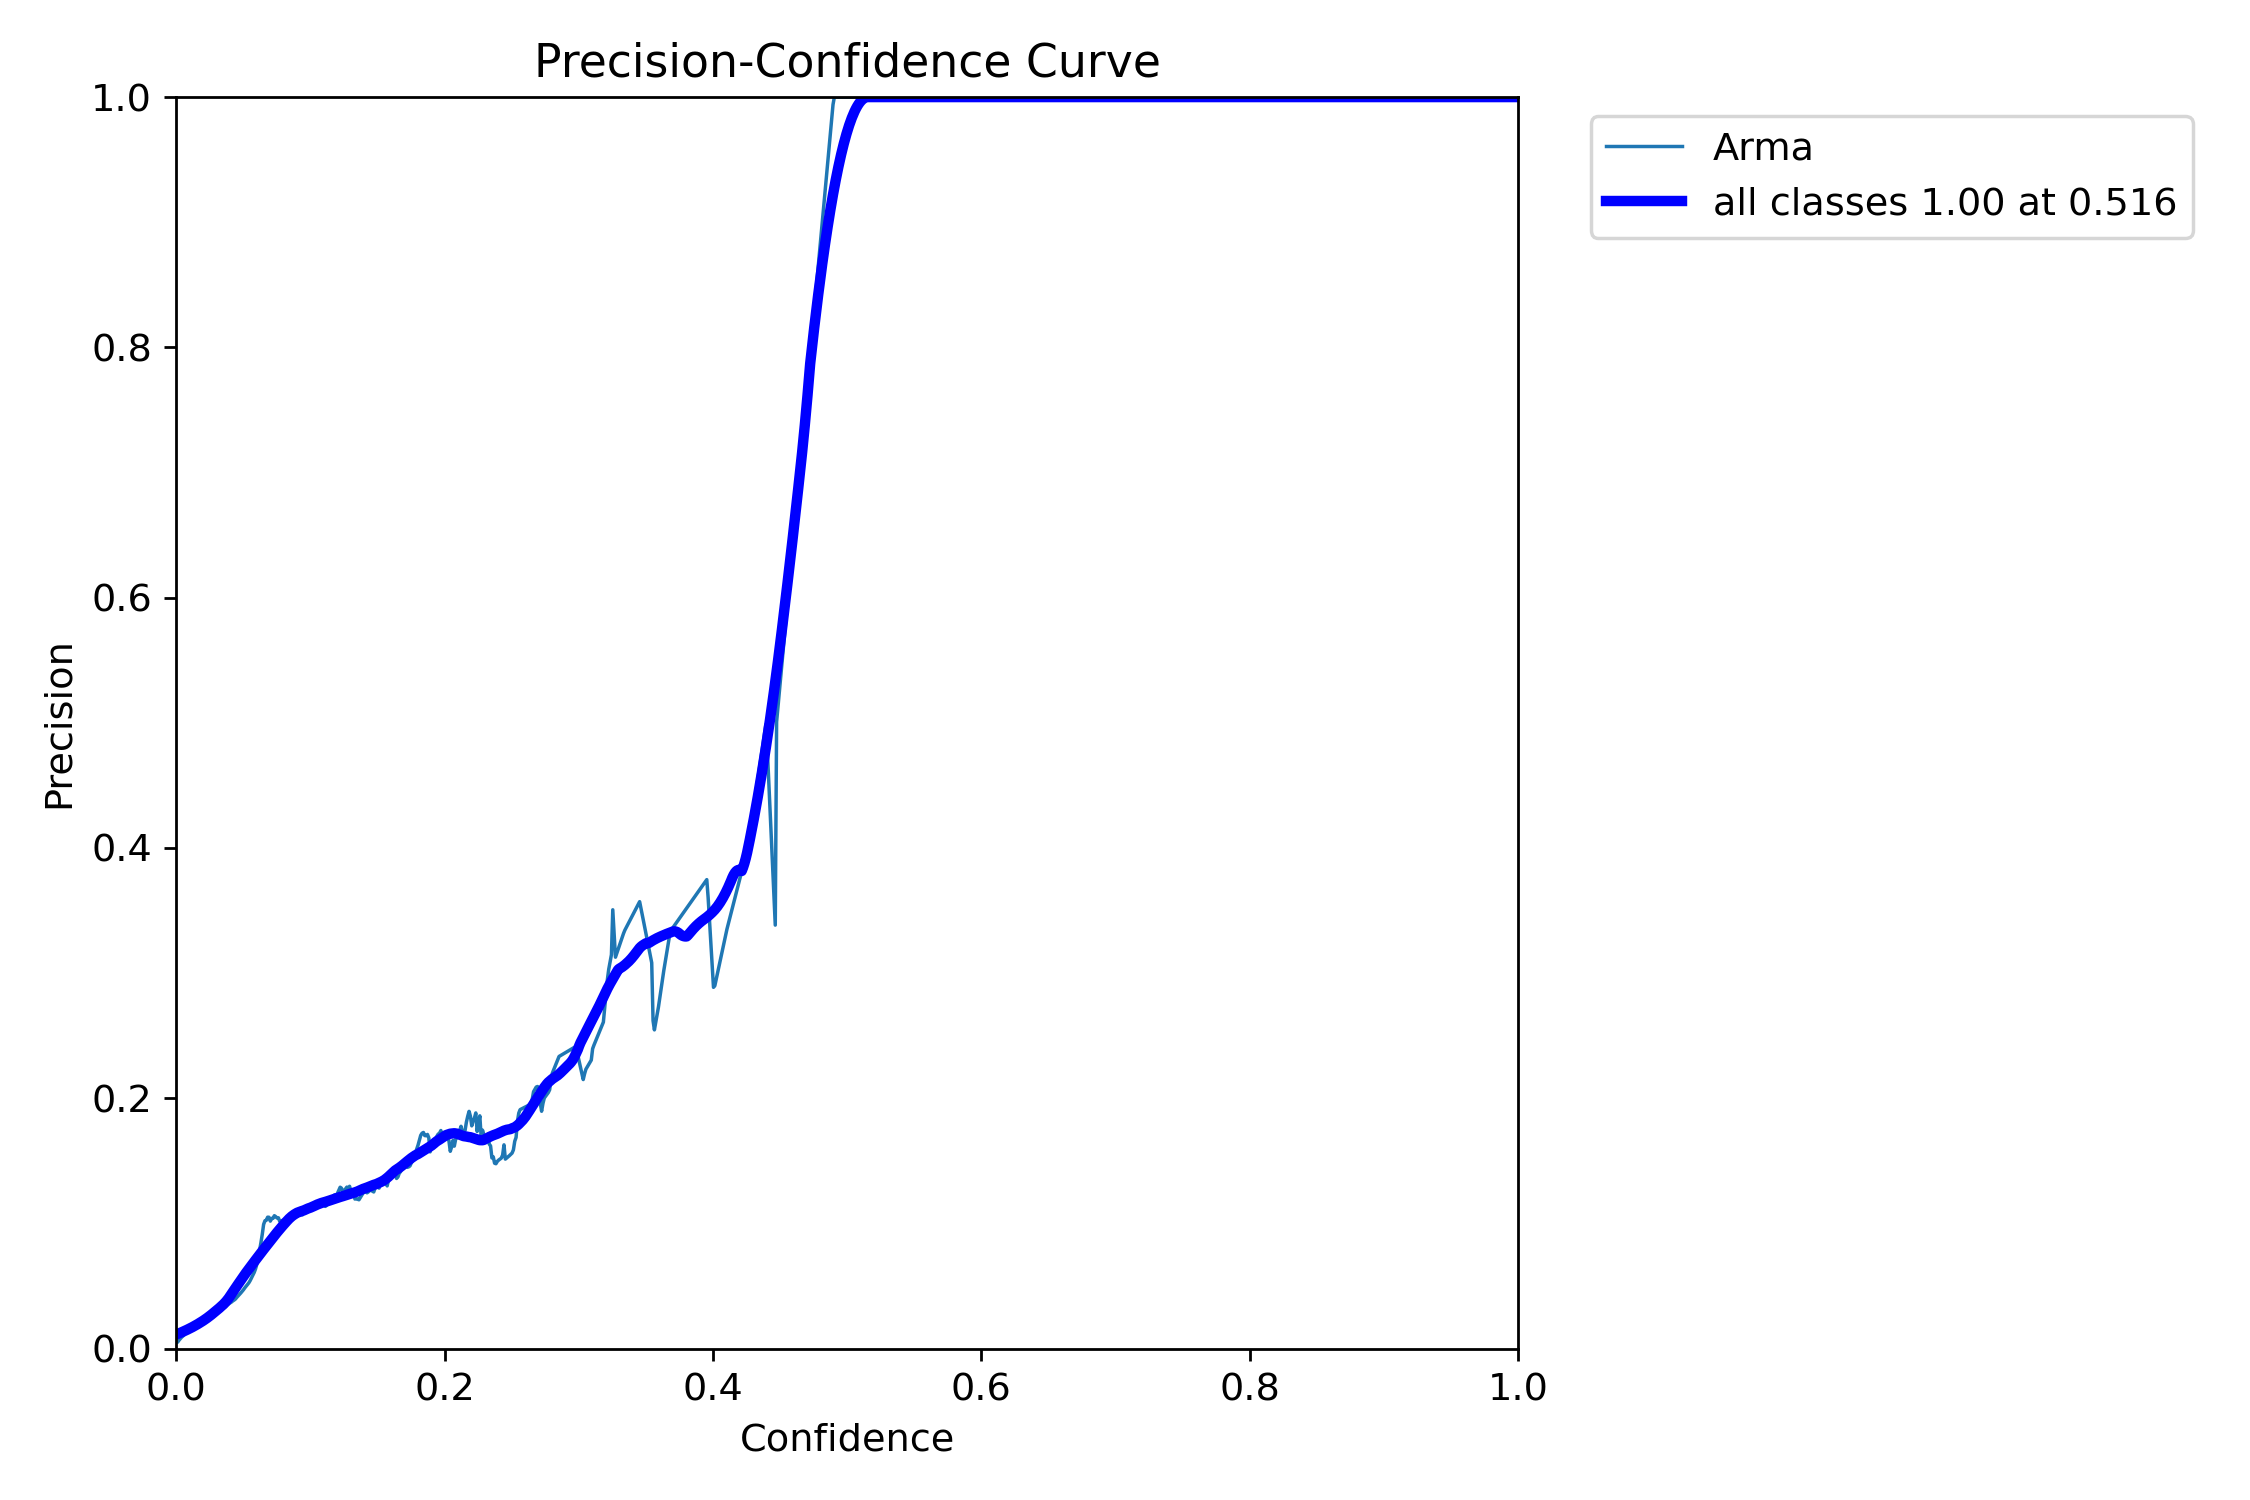 Precision-Confidence Curve
1.0
0.8
0.6
0.4
0.2
0.0
Precision
0.0 0.2 0.4 0.6 0.8 1.0
Confidence
Arma
all classes 1.00 at 0.516